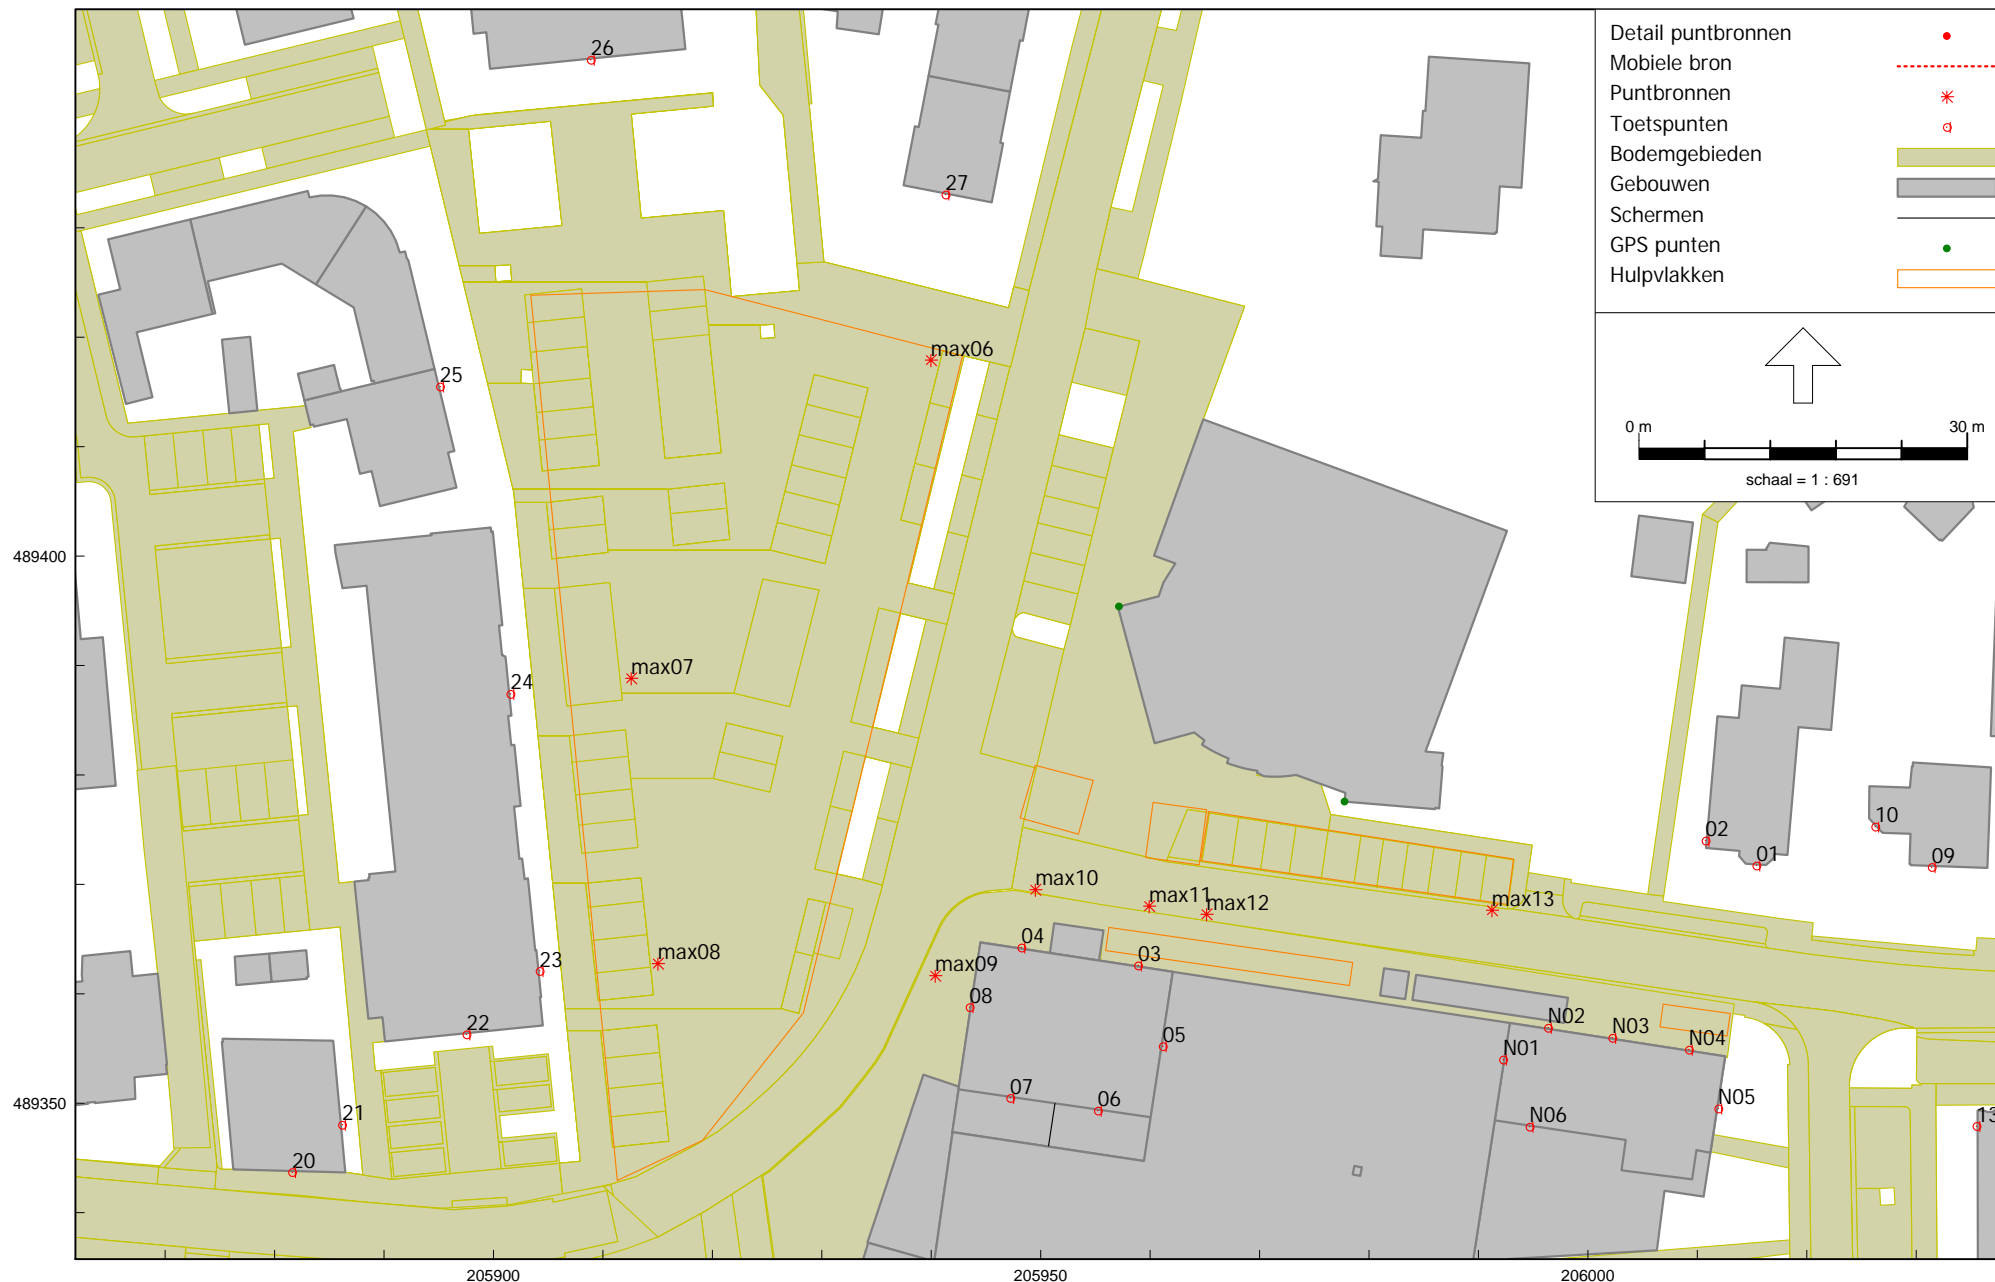 Detail puntbronnen
Mobiele bron
Puntbronnen
Toetspunten
Bodemgebieden
Gebouwen
Schermen
GPS punten
Hulpvlakken
0 m 30 m
schaal = 1 : 691
26
27
max06
25
489400
max07
24
02
10
01
09
max10
max11
max12
max13
04
03
23
max08
max09
08
22
N02
N03
N04
05
N01
07
06
489350
21
N05
N06
13
20
205900 205950 206000